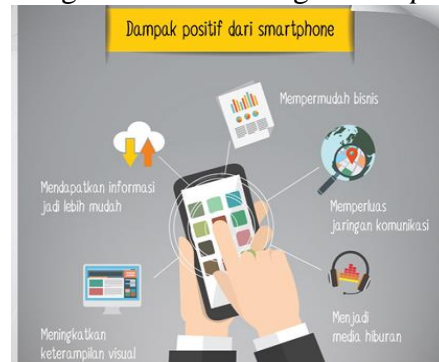 Dampak positif dari smartphone
Mempermudah bisnis
Mendapatkan informasi
jadi lebih mudah
Memperluas
jaringan komunikasi
Meningkatkan
keterampilan visual
Menjadi
media hiburan